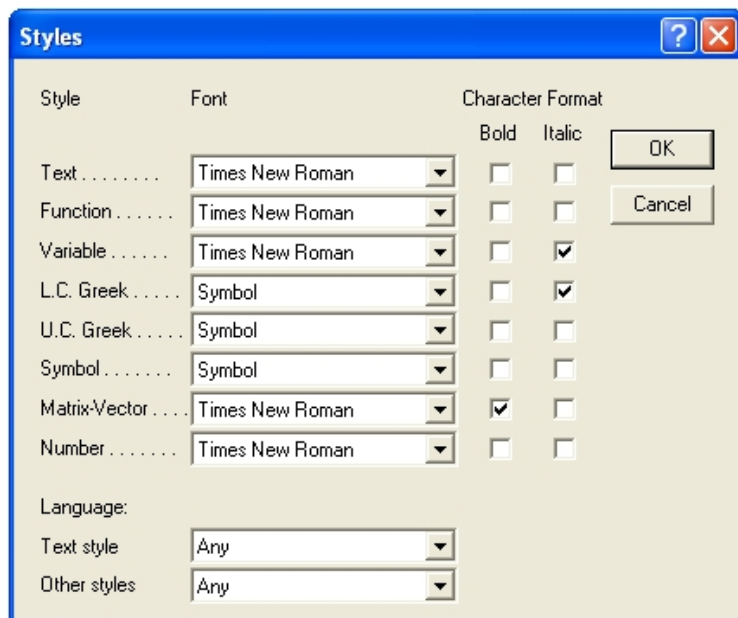 Styles
Style Font Character Format
Bold Italic
OK
Text . . . . . . . . Times New Roman
Cancel
Function . . . . . . Times New Roman
Variable . . . . . . Times New Roman
L.C. Greek . . . . . Symbol
U.C. Greek . . . . . Symbol
Symbol . . . . . . . Symbol
Matrix-Vector . . . . Times New Roman
Number . . . . . . . Times New Roman
Language:
Text style Any
Other styles Any